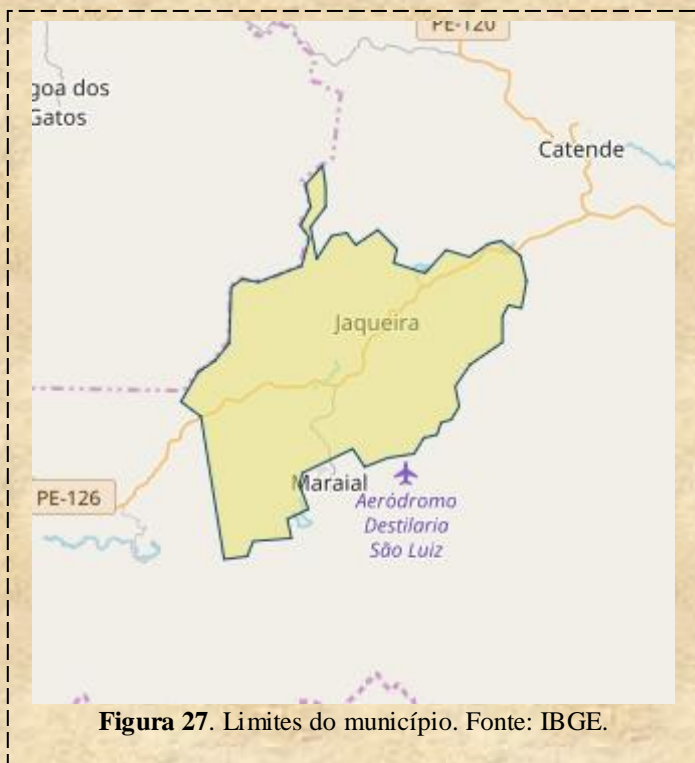 PE-120
goa dos
Gatos
Catende
Jaqueira
Maraial
PE-126
Aeródromo
Destilaria
São Luiz
Figura 27. Limites do município. Fonte: IBGE.